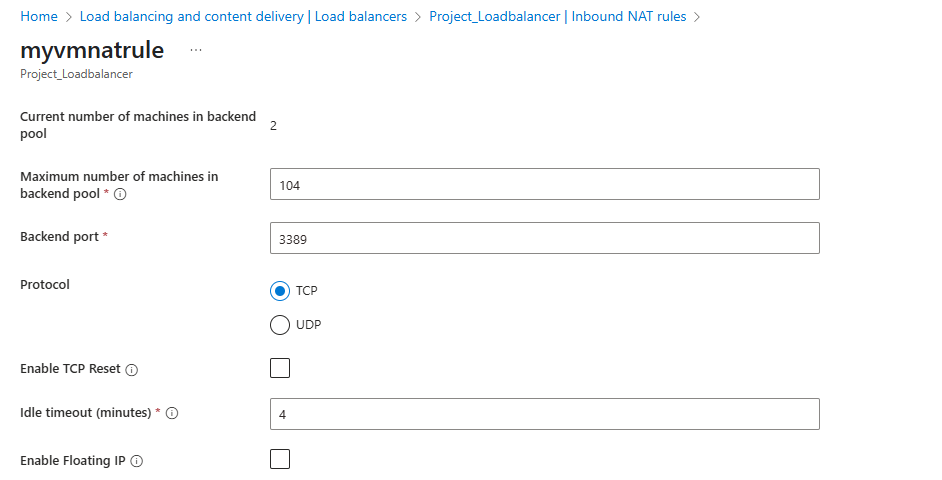 Home > Load balancing and content delivery | Load balancers > Project_Loadbalancer | Inbound NAT rules >
myvmnatrule ...
Project_Loadbalancer
Current number of machines in backend
pool
2
Maximum number of machines in
backend pool *
104
Backend port *
3389
Protocol
TCP
UDP
Enable TCP Reset
Idle timeout (minutes) *
4
Enable Floating IP